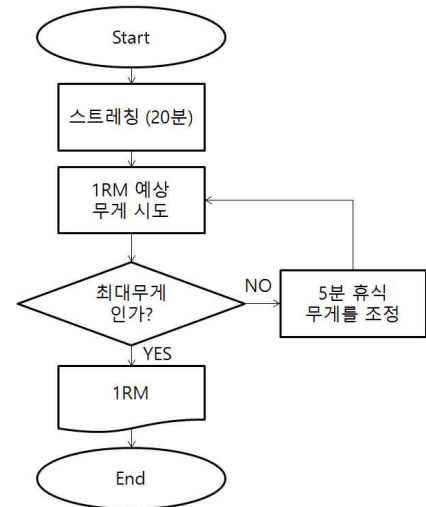 Start
스트레칭 (20분)
1RM 예상
무게 시도
최대무게
인가?
NO
5분 휴식
무게를 조정
YES
1RM
End